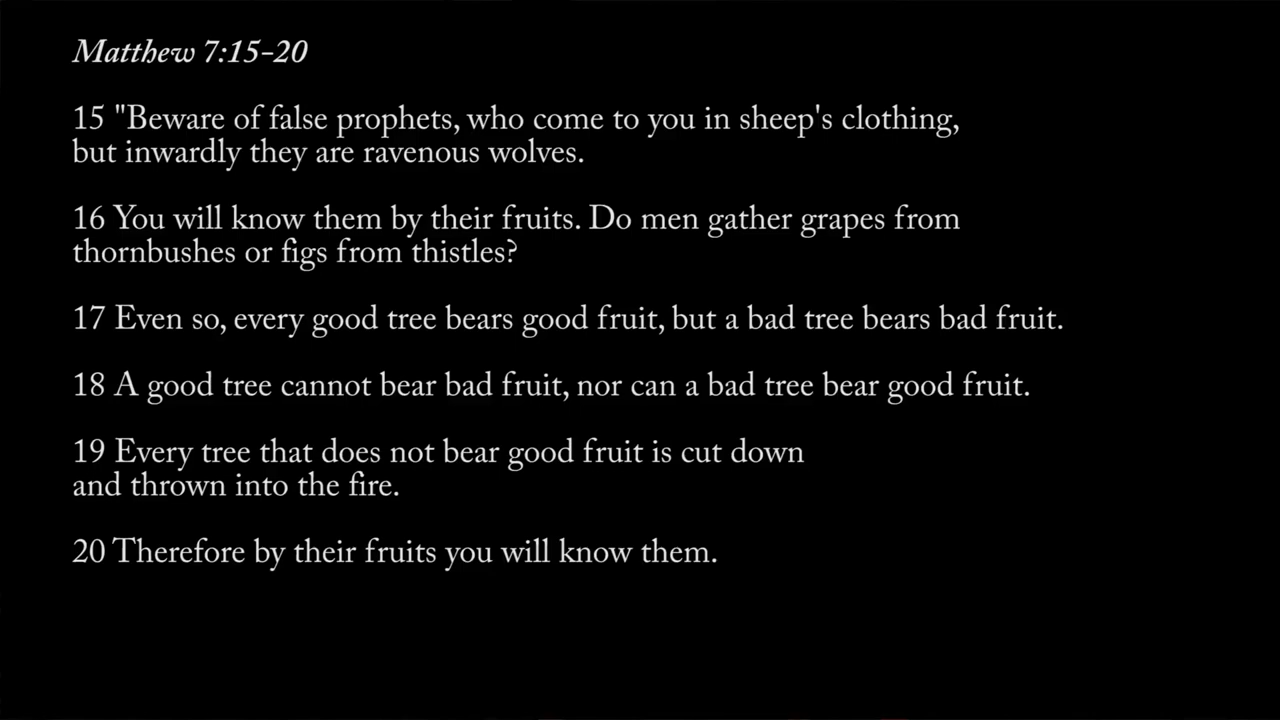 Matthew 7:15-20
15 "Beware of false prophets, who come to you in sheep's clothing,
but inwardly they are ravenous wolves.
16 You will know them by their fruits. Do men gather grapes from
thornbushes or figs from thistles?
17 Even so, every good tree bears good fruit, but a bad tree bears bad fruit.
18 A good tree cannot bear bad fruit, nor can a bad tree bear good fruit.
19 Every tree that does not bear good fruit is cut down
and thrown into the fire.
20 Therefore by their fruits you will know them.